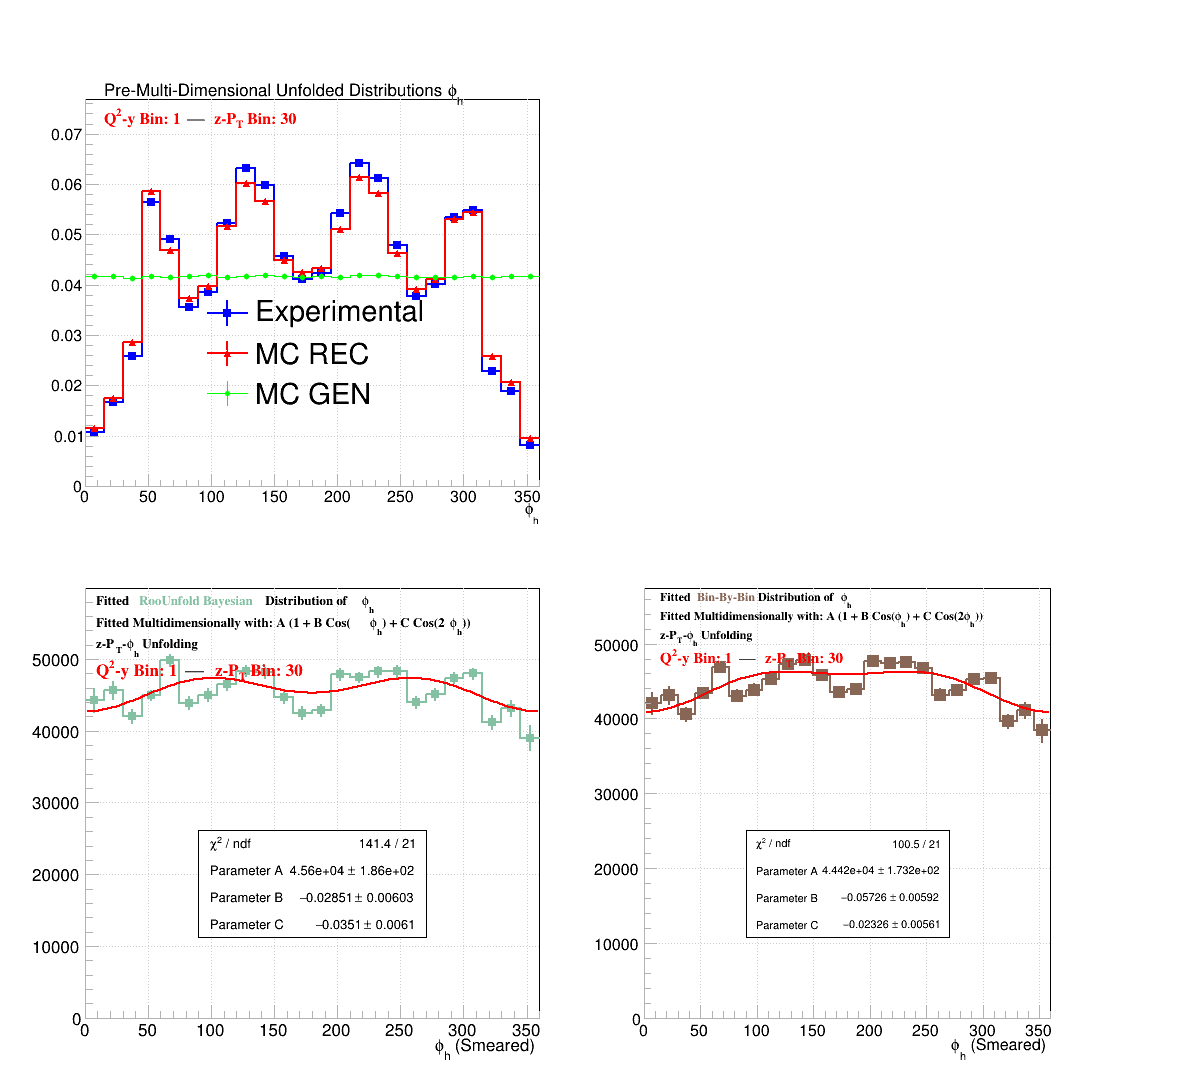 Pre-Multi-Dimensional Unfolded Distributions ϕh
Q²-y Bin: 1 — z-PT Bin: 30
0.07
0.06
0.05
0.04
0.03
0.02
0.01
0
Experimental
MC REC
MC GEN
0 50 100 150 200 250 300 350
ϕh
Fitted RooUnfold Bayesian Distribution of ϕh
Fitted Multidimensionally with: A (1 + B Cos( ϕh) + C Cos(2 ϕh))
z-PT-ϕh Unfolding
Q²-y Bin: 1 — z-PT Bin: 30
50000
40000
30000
20000
10000
0
χ² / ndf 141.4 / 21
Parameter A 4.56e+04 ± 1.86e+02
Parameter B −0.02851 ± 0.00603
Parameter C −0.0351 ± 0.0061
0 50 100 150 200 250 300 350
ϕh (Smeared)
Fitted Bin-By-Bin Distribution of ϕh
Fitted Multidimensionally with: A (1 + B Cos(ϕh) + C Cos(2ϕh))
z-PT-ϕh Unfolding
Q²-y Bin: 1 — z-PT Bin: 30
50000
40000
30000
20000
10000
0
χ² / ndf 100.5 / 21
Parameter A 4.442e+04 ± 1.732e+02
Parameter B −0.05726 ± 0.00592
Parameter C −0.02326 ± 0.00561
0 50 100 150 200 250 300 350
ϕh (Smeared)